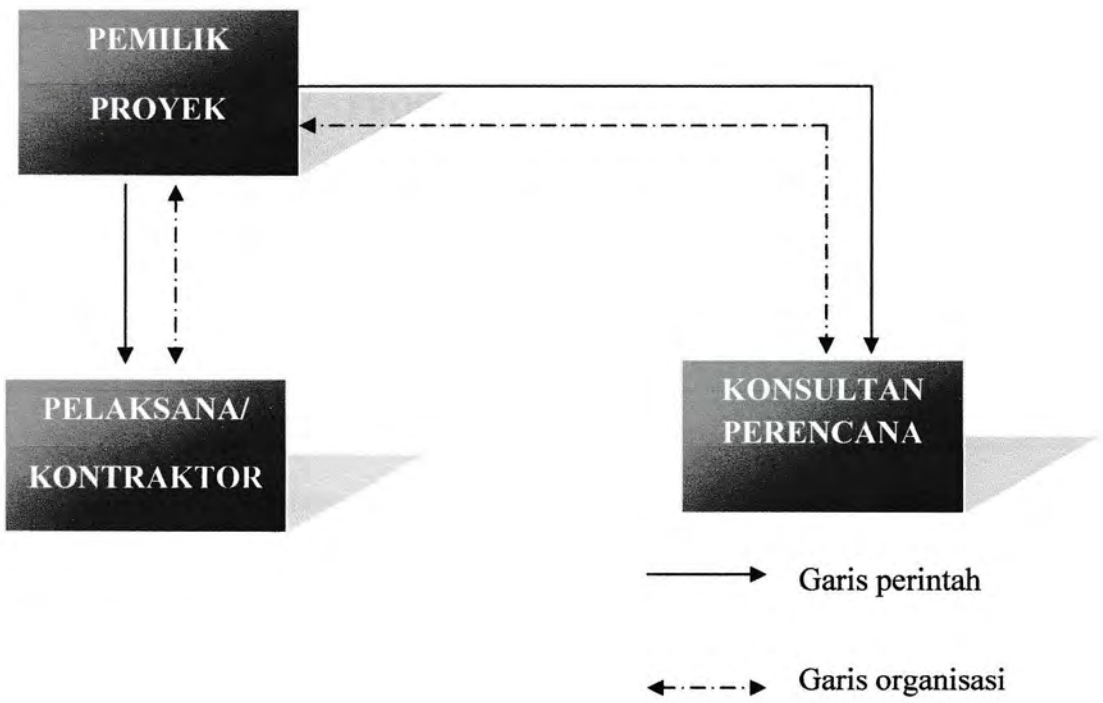 PEMILIK
PROYEK
PELAKSANA/
KONTRAKTOR
KONSULTAN
PERENCANA
Garis perintah
Garis organisasi